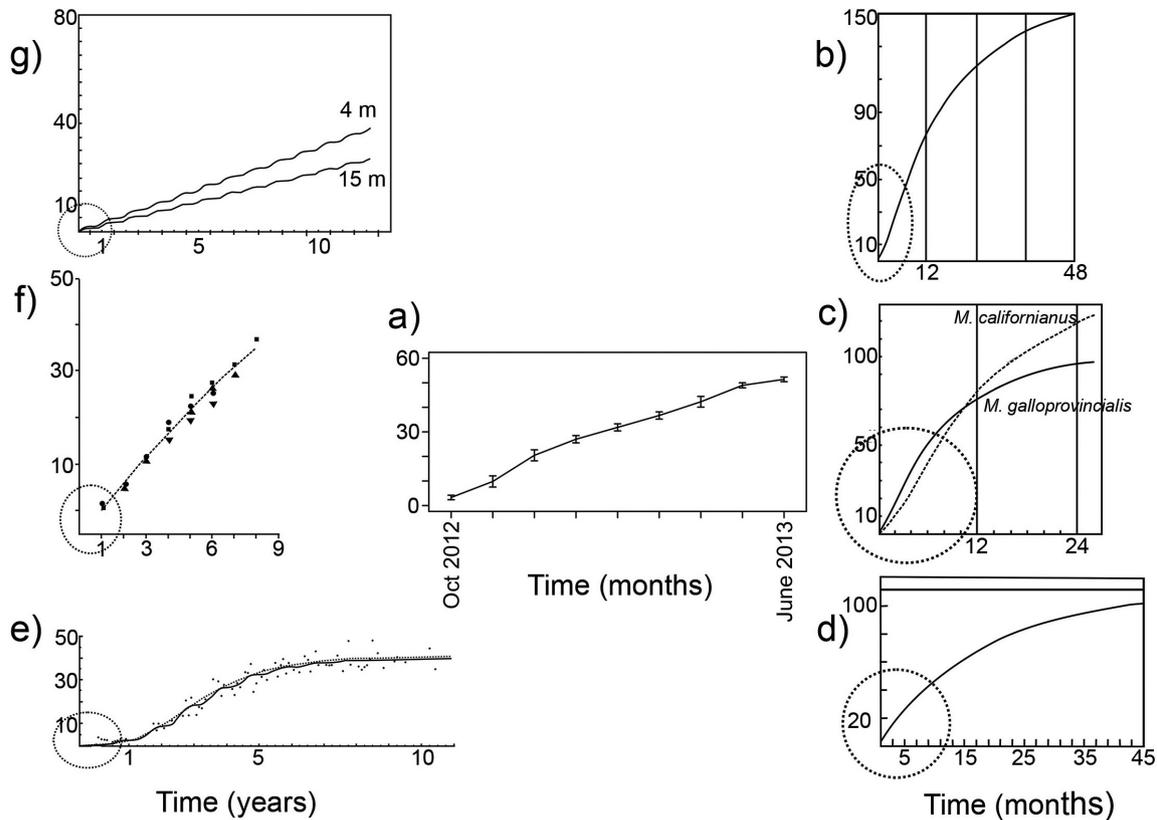 g)
80
40
10
4 m
15 m
1 5 10
b)
150
90
50
10
12 48
f)
50
30
10
1 3 6 9
a)
60
30
0
Oct 2012
June 2013
Time (months)
c)
100
50
10
M. californianus
M. galloprovincialis
12 24
e)
50
30
10
1 5 10
Time (years)
d)
100
20
5 15 25 35 45
Time (months)